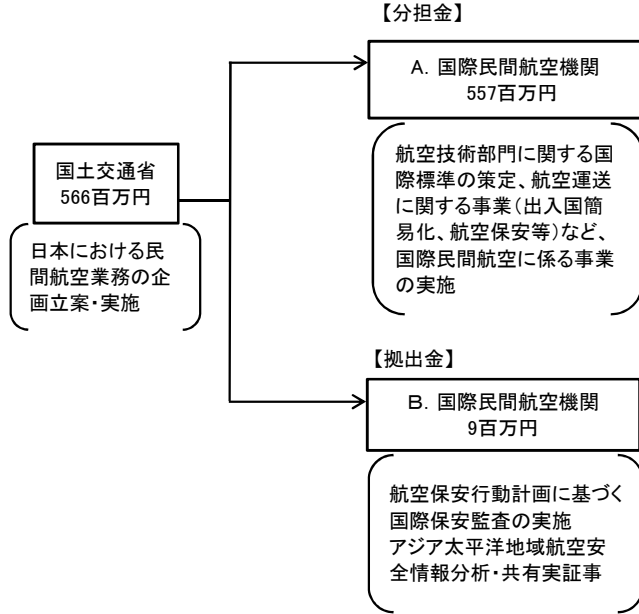 【分担金】
A. 国際民間航空機関
557百万円
航空技術部門に関する国
際標準の策定、航空運送
に関する事業（出入国簡
易化、航空保安等）など、
国際民間航空に係る事業
の実施
国土交通省
566百万円
日本における民
間航空業務の企
画立案・実施
【拠出金】
B. 国際民間航空機関
9百万円
航空保安行動計画に基づく
国際保安監査の実施
アジア太平洋地域航空安
全情報分析・共有実証事